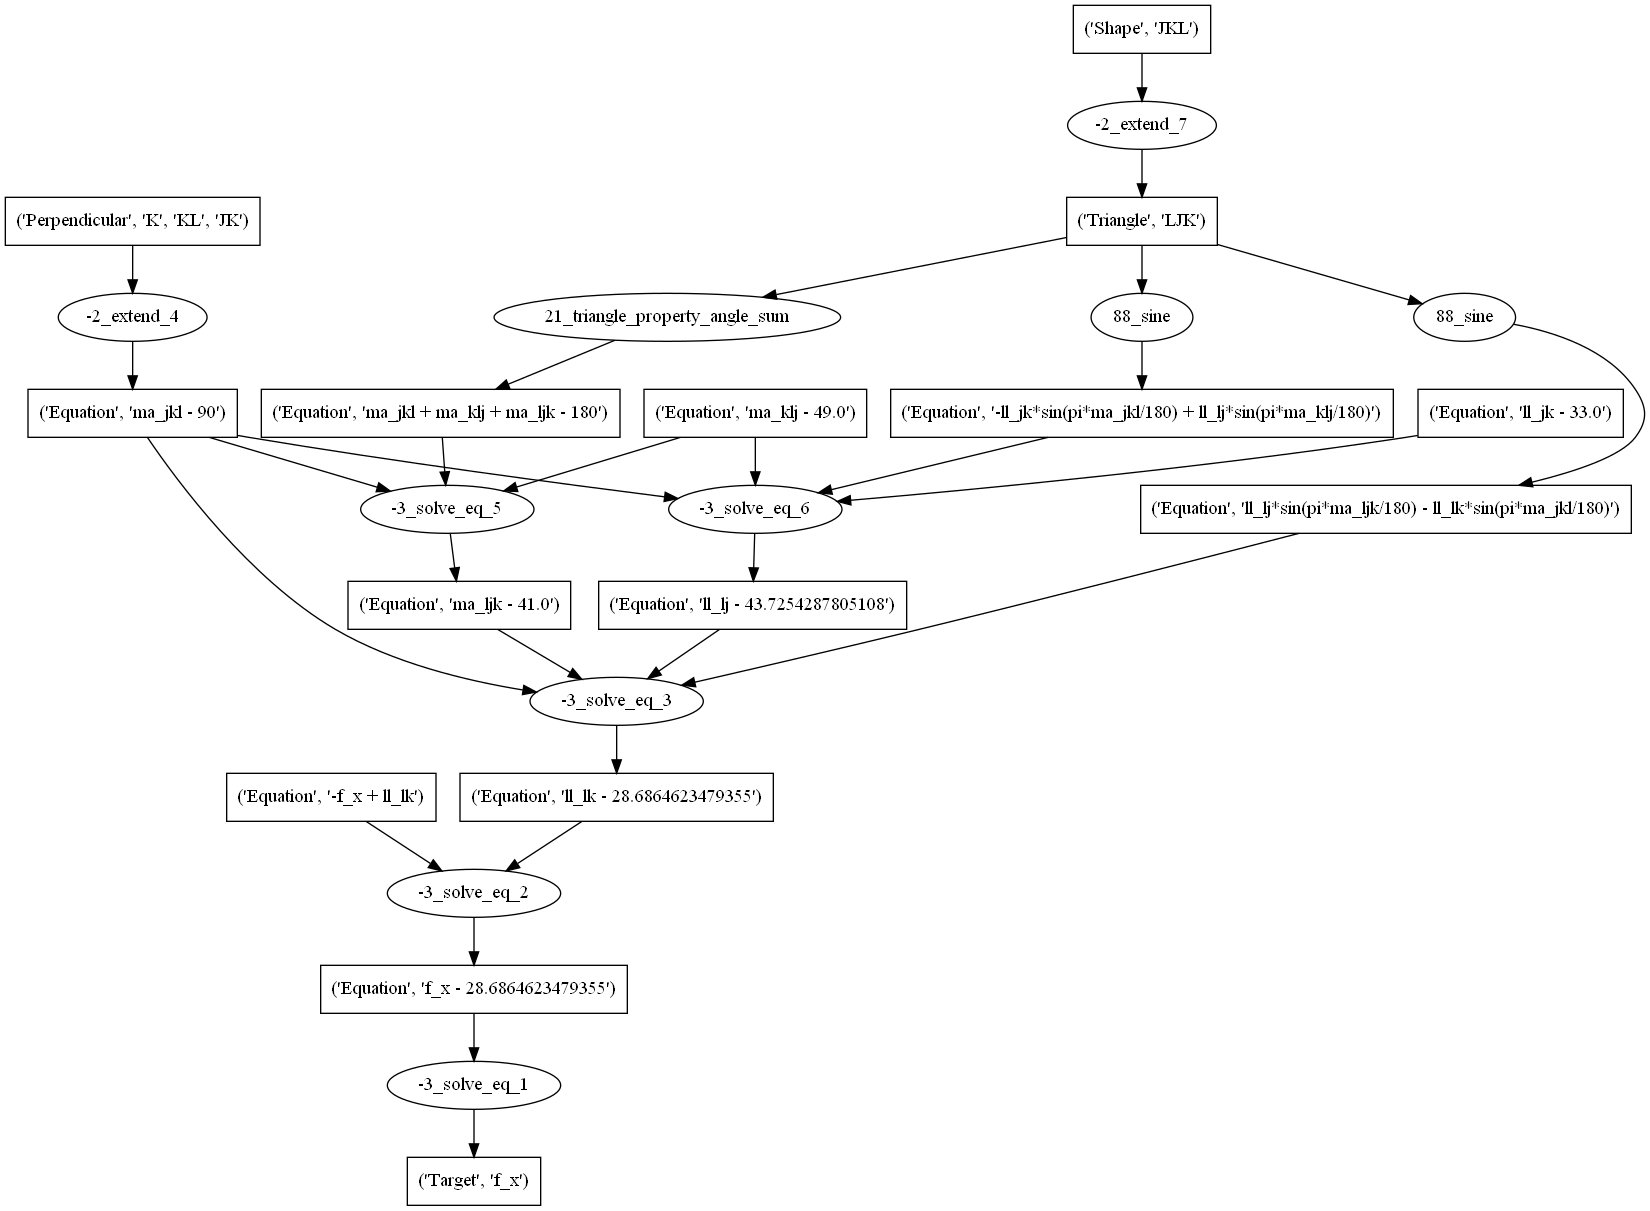 ('Shape', 'JKL')
-2_extend_7
('Perpendicular', 'K', 'KL', 'JK')
('Triangle', 'LJK')
-2_extend_4
21_triangle_property_angle_sum
88_sine
88_sine
('Equation', 'ma_jkl - 90')
('Equation', 'ma_jkl + ma_klj + ma_ljk - 180')
('Equation', 'ma_klj - 49.0')
('Equation', '-ll_jk*sin(pi*ma_jkl/180) + ll_lj*sin(pi*ma_klj/180)')
('Equation', 'll_jk - 33.0')
-3_solve_eq_5
-3_solve_eq_6
('Equation', 'll_lj*sin(pi*ma_ljk/180) - ll_lk*sin(pi*ma_jkl/180)')
('Equation', 'ma_ljk - 41.0')
('Equation', 'll_lj - 43.7254287805108')
-3_solve_eq_3
('Equation', '-f_x + ll_lk')
('Equation', 'll_lk - 28.6864623479355')
-3_solve_eq_2
('Equation', 'f_x - 28.6864623479355')
-3_solve_eq_1
('Target', 'f_x')